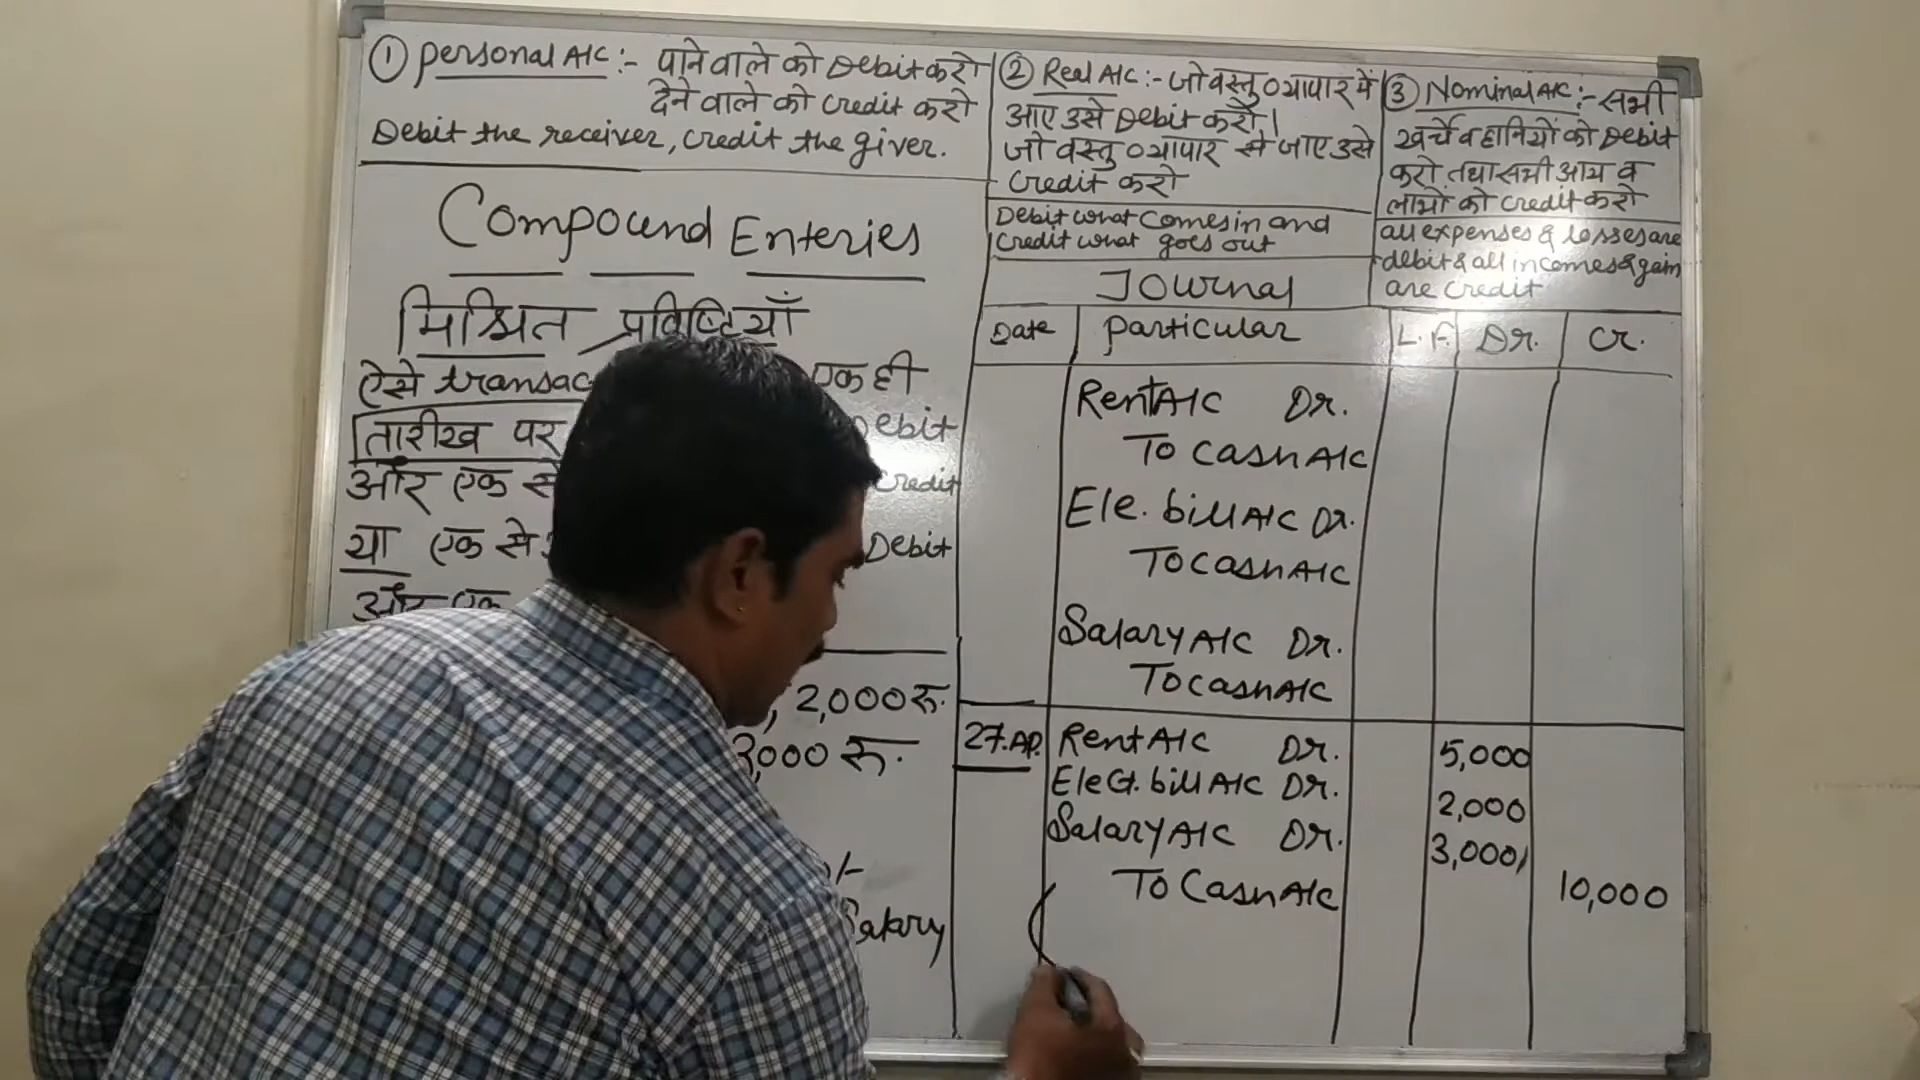 ① Personal A/C :- पाने वाले को Debit करो
देने वाले को Credit करो
Debit the receiver, Credit the giver.
② Real A/C :- जो वस्तु व्यापार में
आए उसे Debit करो।
जो वस्तु व्यापार से जाए उसे
Credit करो
Debit what comes in and
Credit what goes out
③ Nominal A/C :- सभी
खर्चे व हानियों को Debit
करो तथा सभी आय व
लाभों को Credit करो
all expenses & losses are
debit & all incomes & gain
are credit
Compound Enteries
मिश्रित प्रविष्टियाँ
ऐसे transac एक ही
तारीख पर Debit
और एक से Credit
या एक से Debit
और एक
2,000 रू.
3,000 रू.
/-
Salary
Journal
Date Particular L.F. Dr. Cr.
Rent A/C Dr.
To Cash A/C
Ele. bill A/C Dr.
To Cash A/C
Salary A/C Dr.
To Cash A/C
27.AP. Rent A/C Dr. 5,000
Elect. bill A/C Dr. 2,000
Salary A/C Dr. 3,000/
To Cash A/C 10,000